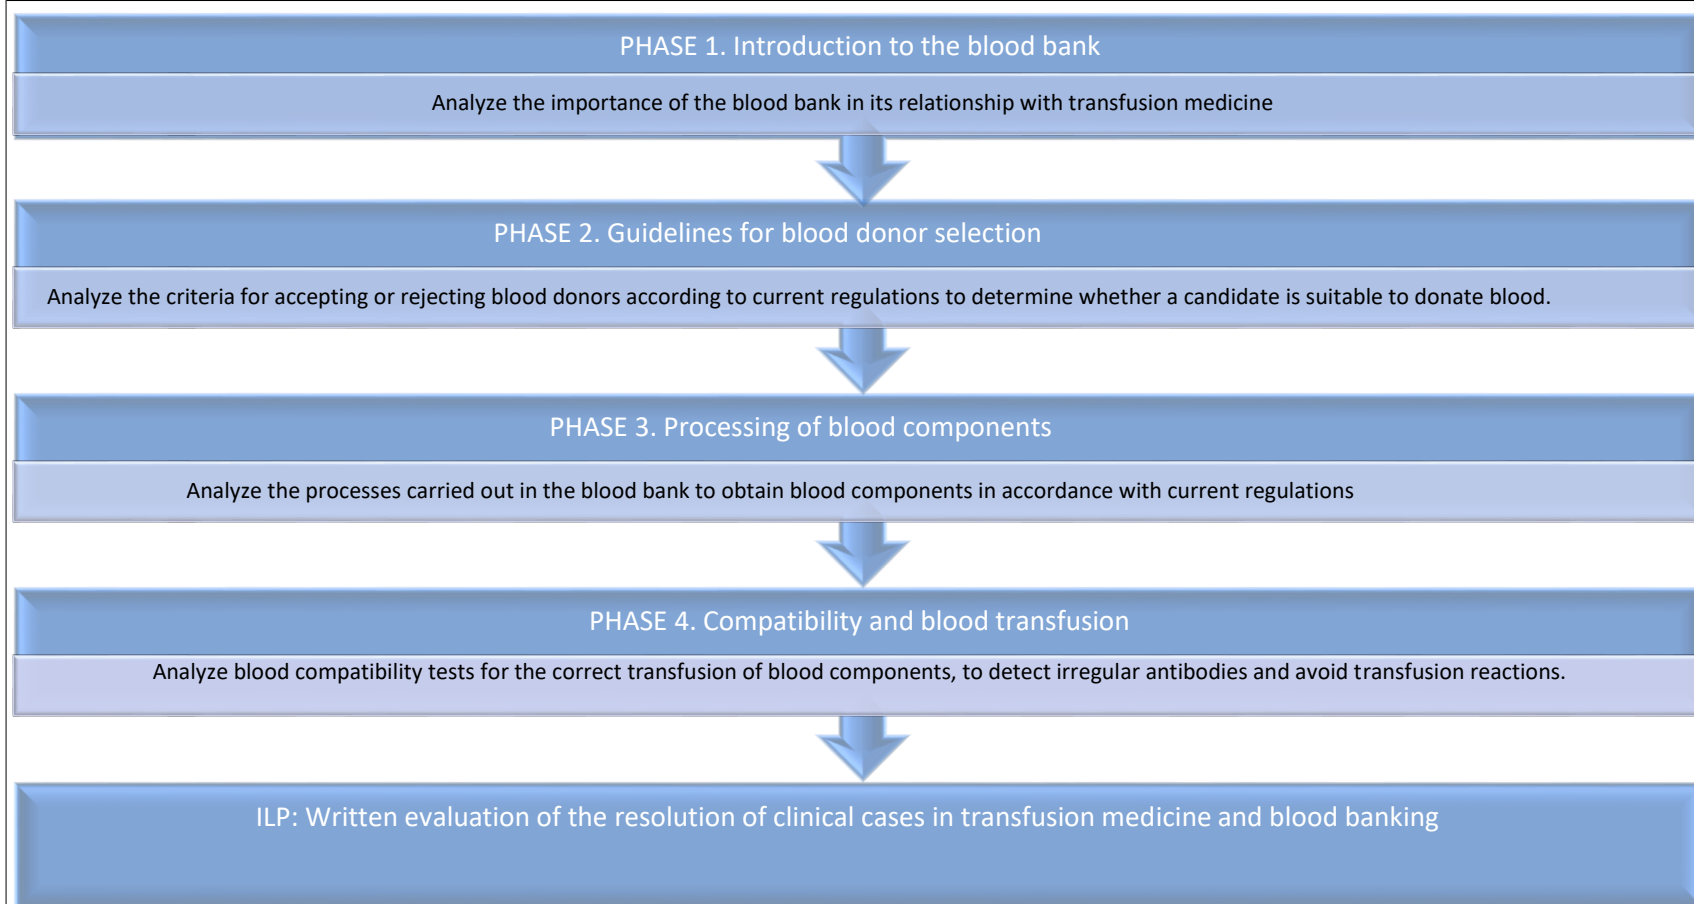 PHASE 1. Introduction to the blood bank
Analyze the importance of the blood bank in its relationship with transfusion medicine
PHASE 2. Guidelines for blood donor selection
Analyze the criteria for accepting or rejecting blood donors according to current regulations to determine whether a candidate is suitable to donate blood.
PHASE 3. Processing of blood components
Analyze the processes carried out in the blood bank to obtain blood components in accordance with current regulations
PHASE 4. Compatibility and blood transfusion
Analyze blood compatibility tests for the correct transfusion of blood components, to detect irregular antibodies and avoid transfusion reactions.
ILP: Written evaluation of the resolution of clinical cases in transfusion medicine and blood banking